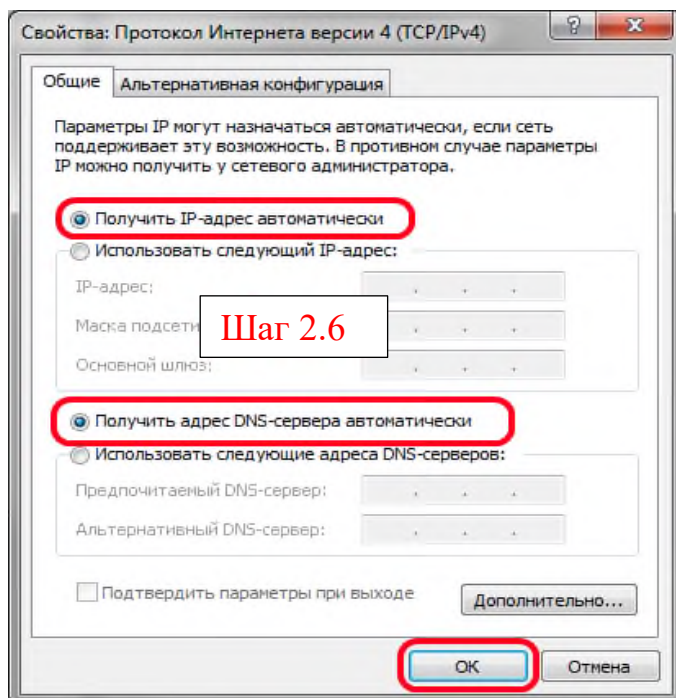 Свойства: Протокол Интернета версии 4 (TCP/IPv4)
?
Общие
Альтернативная конфигурация
Параметры IP могут назначаться автоматически, если сеть
поддерживает эту возможность. В противном случае параметры
IP можно получить у сетевого администратора.
Получить IP-адрес автоматически
Использовать следующий IP-адрес:
IP-адрес:
Маска подсети
Шаг 2.6
Основной шлюз:
Получить адрес DNS-сервера автоматически
Использовать следующие адреса DNS-серверов:
Предпочитаемый DNS-сервер:
Альтернативный DNS-сервер:
Подтвердить параметры при выходе
Дополнительно...
ОК
Отмена